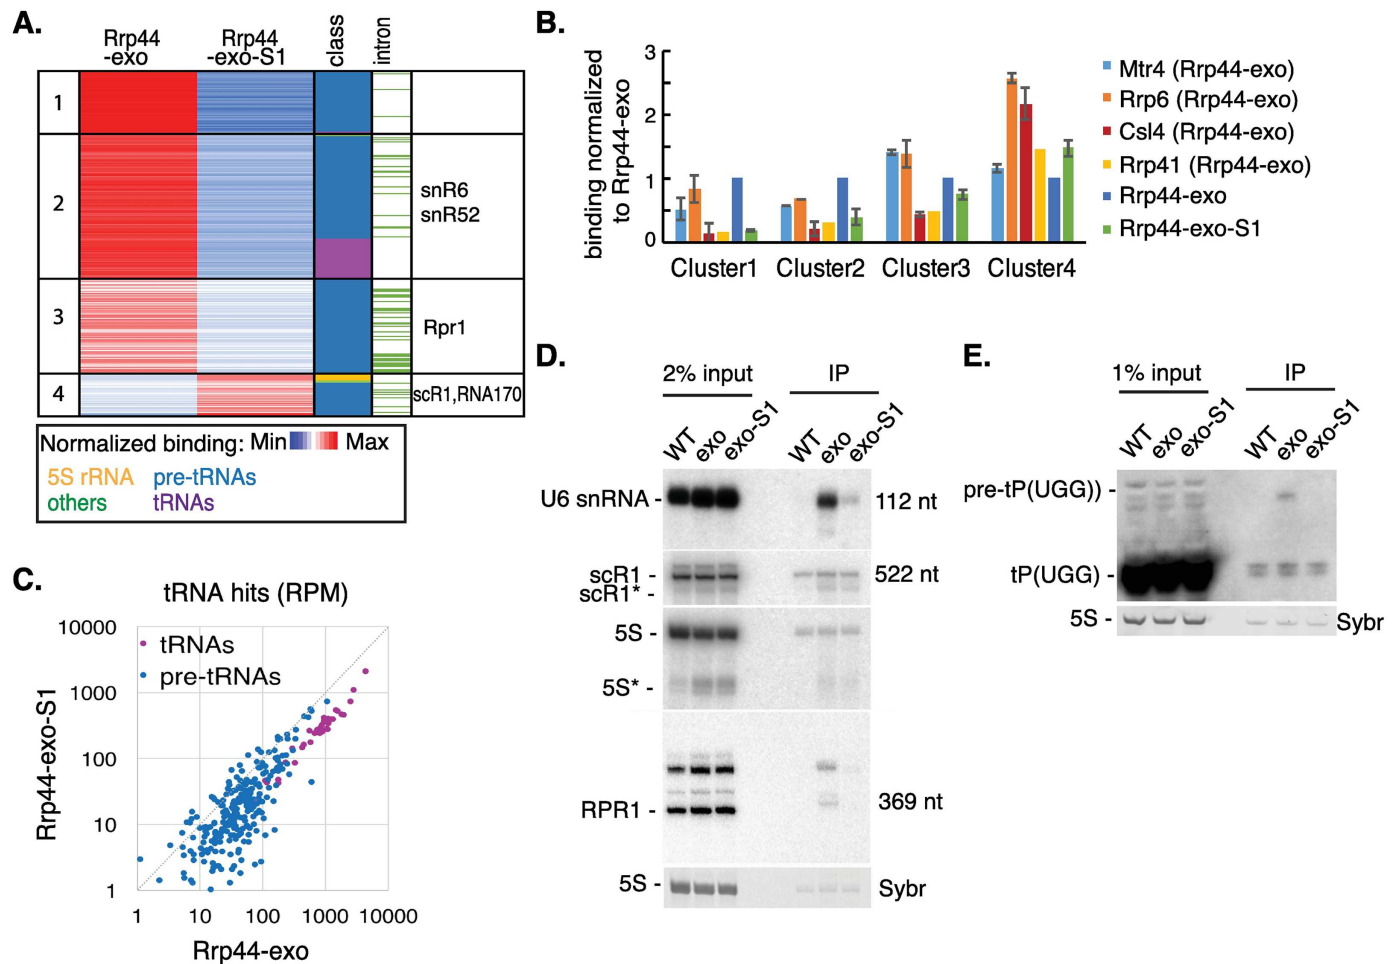 A.
Rrp44
-exo
Rrp44
-exo-S1
class
intron
1
2
snR6
snR52
3
Rpr1
4
scR1,RNA170
Normalized binding: Min Max
5S rRNA pre-tRNAs
others tRNAs
B.
binding normalized
to Rrp44-exo
3
2
1
0
Cluster1 Cluster2 Cluster3 Cluster4
Mtr4 (Rrp44-exo)
Rrp6 (Rrp44-exo)
Csl4 (Rrp44-exo)
Rrp41 (Rrp44-exo)
Rrp44-exo
Rrp44-exo-S1
C.
tRNA hits (RPM)
Rrp44-exo-S1
10000
1000
100
10
1
tRNAs
pre-tRNAs
1 10 100 1000 10000
Rrp44-exo
D.
2% input IP
WT exo exo-S1 WT exo exo-S1
U6 snRNA - 112 nt
scR1 - 522 nt
scR1* -
5S -
5S* -
RPR1 - 369 nt
5S - Sybr
E.
1% input IP
WT exo exo-S1 WT exo exo-S1
pre-tP(UGG)) -
tP(UGG) -
5S - Sybr